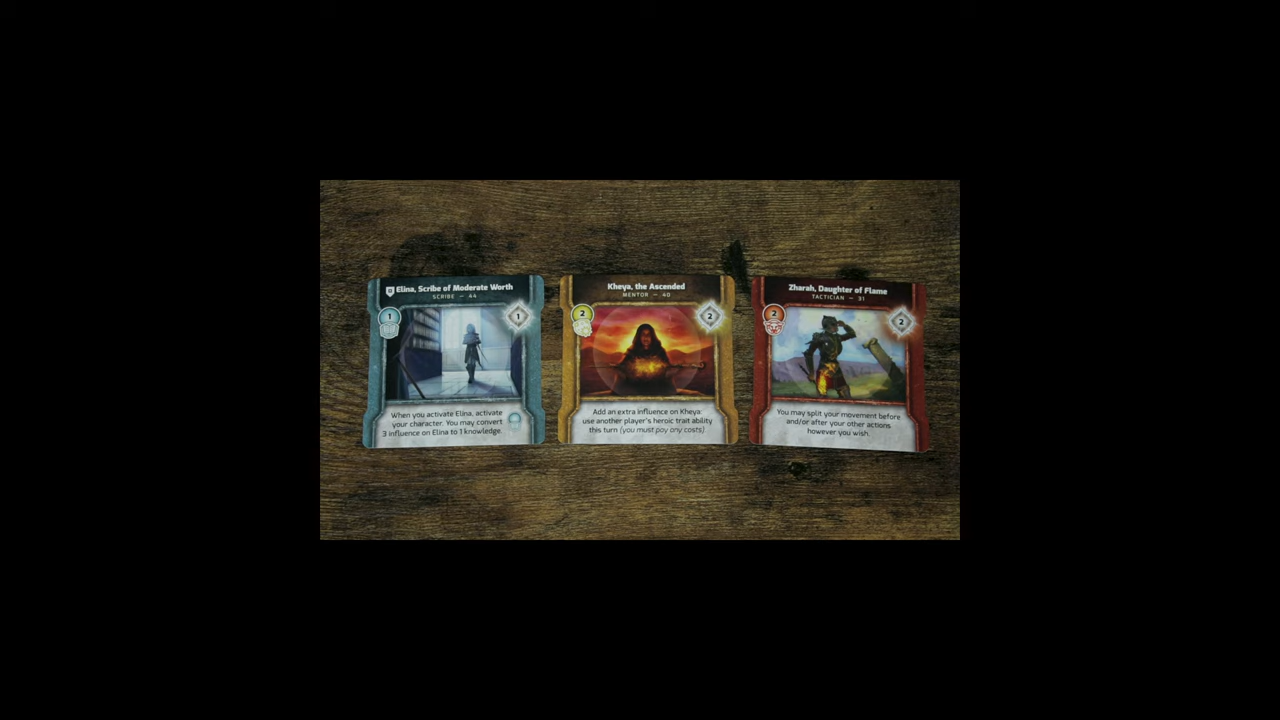 Elina, Scribe of Moderate Worth
SCRIBE — 44
1
1
When you activate Elina, activate
your character. You may convert
3 influence on Elina to 1 knowledge.
Kheya, the Ascended
MENTOR — 40
2
2
Add an extra influence on Kheya:
use another player's heroic trait ability
this turn (you must pay any costs)
Zharah, Daughter of Flame
TACTICIAN — 31
2
2
You may split your movement before
and/or after your other actions
however you wish.